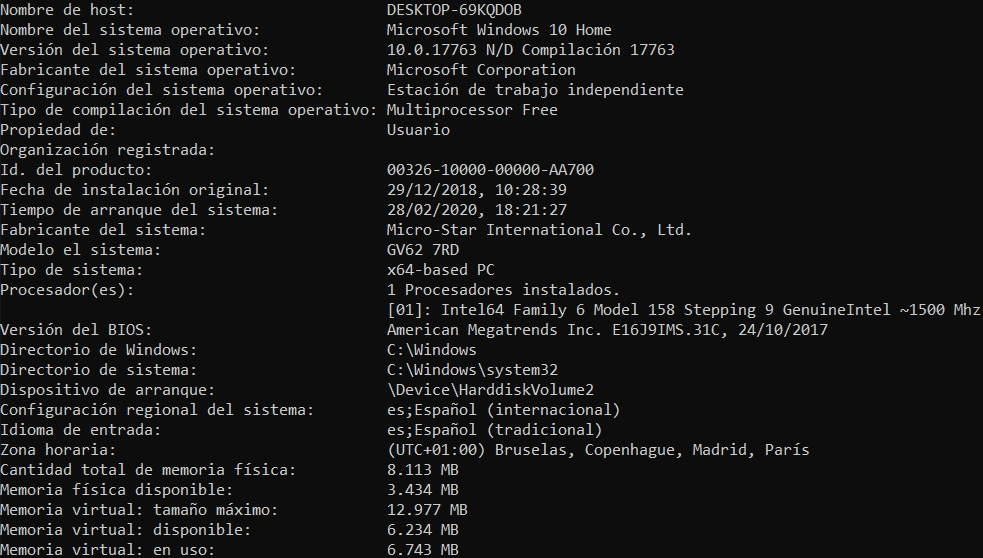 Nombre de host: DESKTOP-69KQDOB
Nombre del sistema operativo: Microsoft Windows 10 Home
Versión del sistema operativo: 10.0.17763 N/D Compilación 17763
Fabricante del sistema operativo: Microsoft Corporation
Configuración del sistema operativo: Estación de trabajo independiente
Tipo de compilación del sistema operativo: Multiprocessor Free
Propiedad de: Usuario
Organización registrada:
Id. del producto: 00326-10000-00000-AA700
Fecha de instalación original: 29/12/2018, 10:28:39
Tiempo de arranque del sistema: 28/02/2020, 18:21:27
Fabricante del sistema: Micro-Star International Co., Ltd.
Modelo el sistema: GV62 7RD
Tipo de sistema: x64-based PC
Procesador(es): 1 Procesadores instalados.
[01]: Intel64 Family 6 Model 158 Stepping 9 GenuineIntel ~1500 Mhz
Versión del BIOS: American Megatrends Inc. E16J9IMS.31C, 24/10/2017
Directorio de Windows: C:\Windows
Directorio de sistema: C:\Windows\system32
Dispositivo de arranque: \Device\HarddiskVolume2
Configuración regional del sistema: es;Español (internacional)
Idioma de entrada: es;Español (tradicional)
Zona horaria: (UTC+01:00) Bruselas, Copenhague, Madrid, París
Cantidad total de memoria física: 8.113 MB
Memoria física disponible: 3.434 MB
Memoria virtual: tamaño máximo: 12.977 MB
Memoria virtual: disponible: 6.234 MB
Memoria virtual: en uso: 6.743 MB